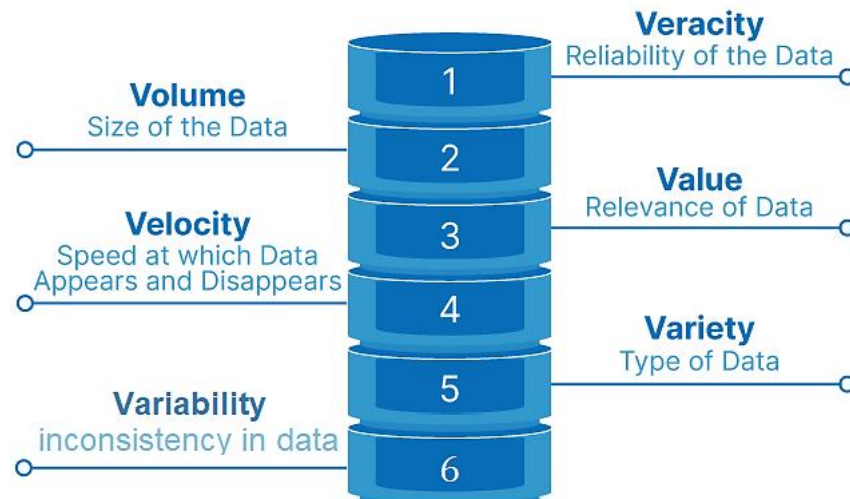 Veracity
Reliability of the Data
1
Volume
Size of the Data
2
Value
Relevance of Data
3
Velocity
Speed at which Data
Appears and Disappears
4
Variety
Type of Data
5
Variability
inconsistency in data
6